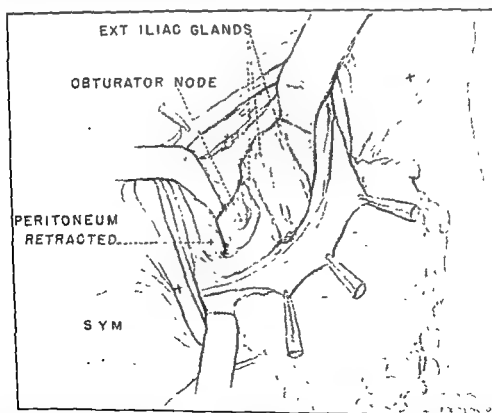 EXT ILIAC GLANDS
OBTURATOR NODE
PERITONEUM
RETRACTED
SYM